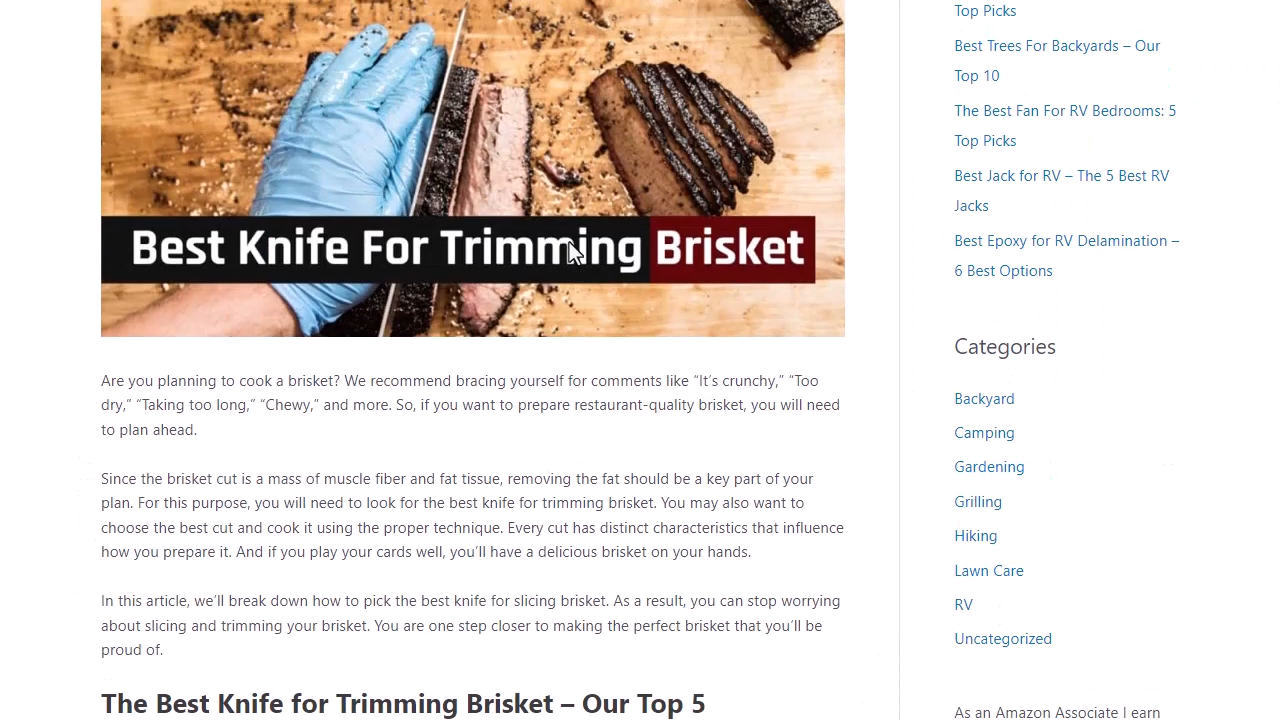 Best Knife For Trimming Brisket
Are you planning to cook a brisket? We recommend bracing yourself for comments like “It’s crunchy,” “Too
dry,” “Taking too long,” “Chewy,” and more. So, if you want to prepare restaurant-quality brisket, you will need
to plan ahead.
Since the brisket cut is a mass of muscle fiber and fat tissue, removing the fat should be a key part of your
plan. For this purpose, you will need to look for the best knife for trimming brisket. You may also want to
choose the best cut and cook it using the proper technique. Every cut has distinct characteristics that influence
how you prepare it. And if you play your cards well, you’ll have a delicious brisket on your hands.
In this article, we’ll break down how to pick the best knife for slicing brisket. As a result, you can stop worrying
about slicing and trimming your brisket. You are one step closer to making the perfect brisket that you’ll be
proud of.
The Best Knife for Trimming Brisket – Our Top 5
Top Picks
Best Trees For Backyards – Our
Top 10
The Best Fan For RV Bedrooms: 5
Top Picks
Best Jack for RV – The 5 Best RV
Jacks
Best Epoxy for RV Delamination –
6 Best Options
Categories
Backyard
Camping
Gardening
Grilling
Hiking
Lawn Care
RV
Uncategorized
As an Amazon Associate I earn